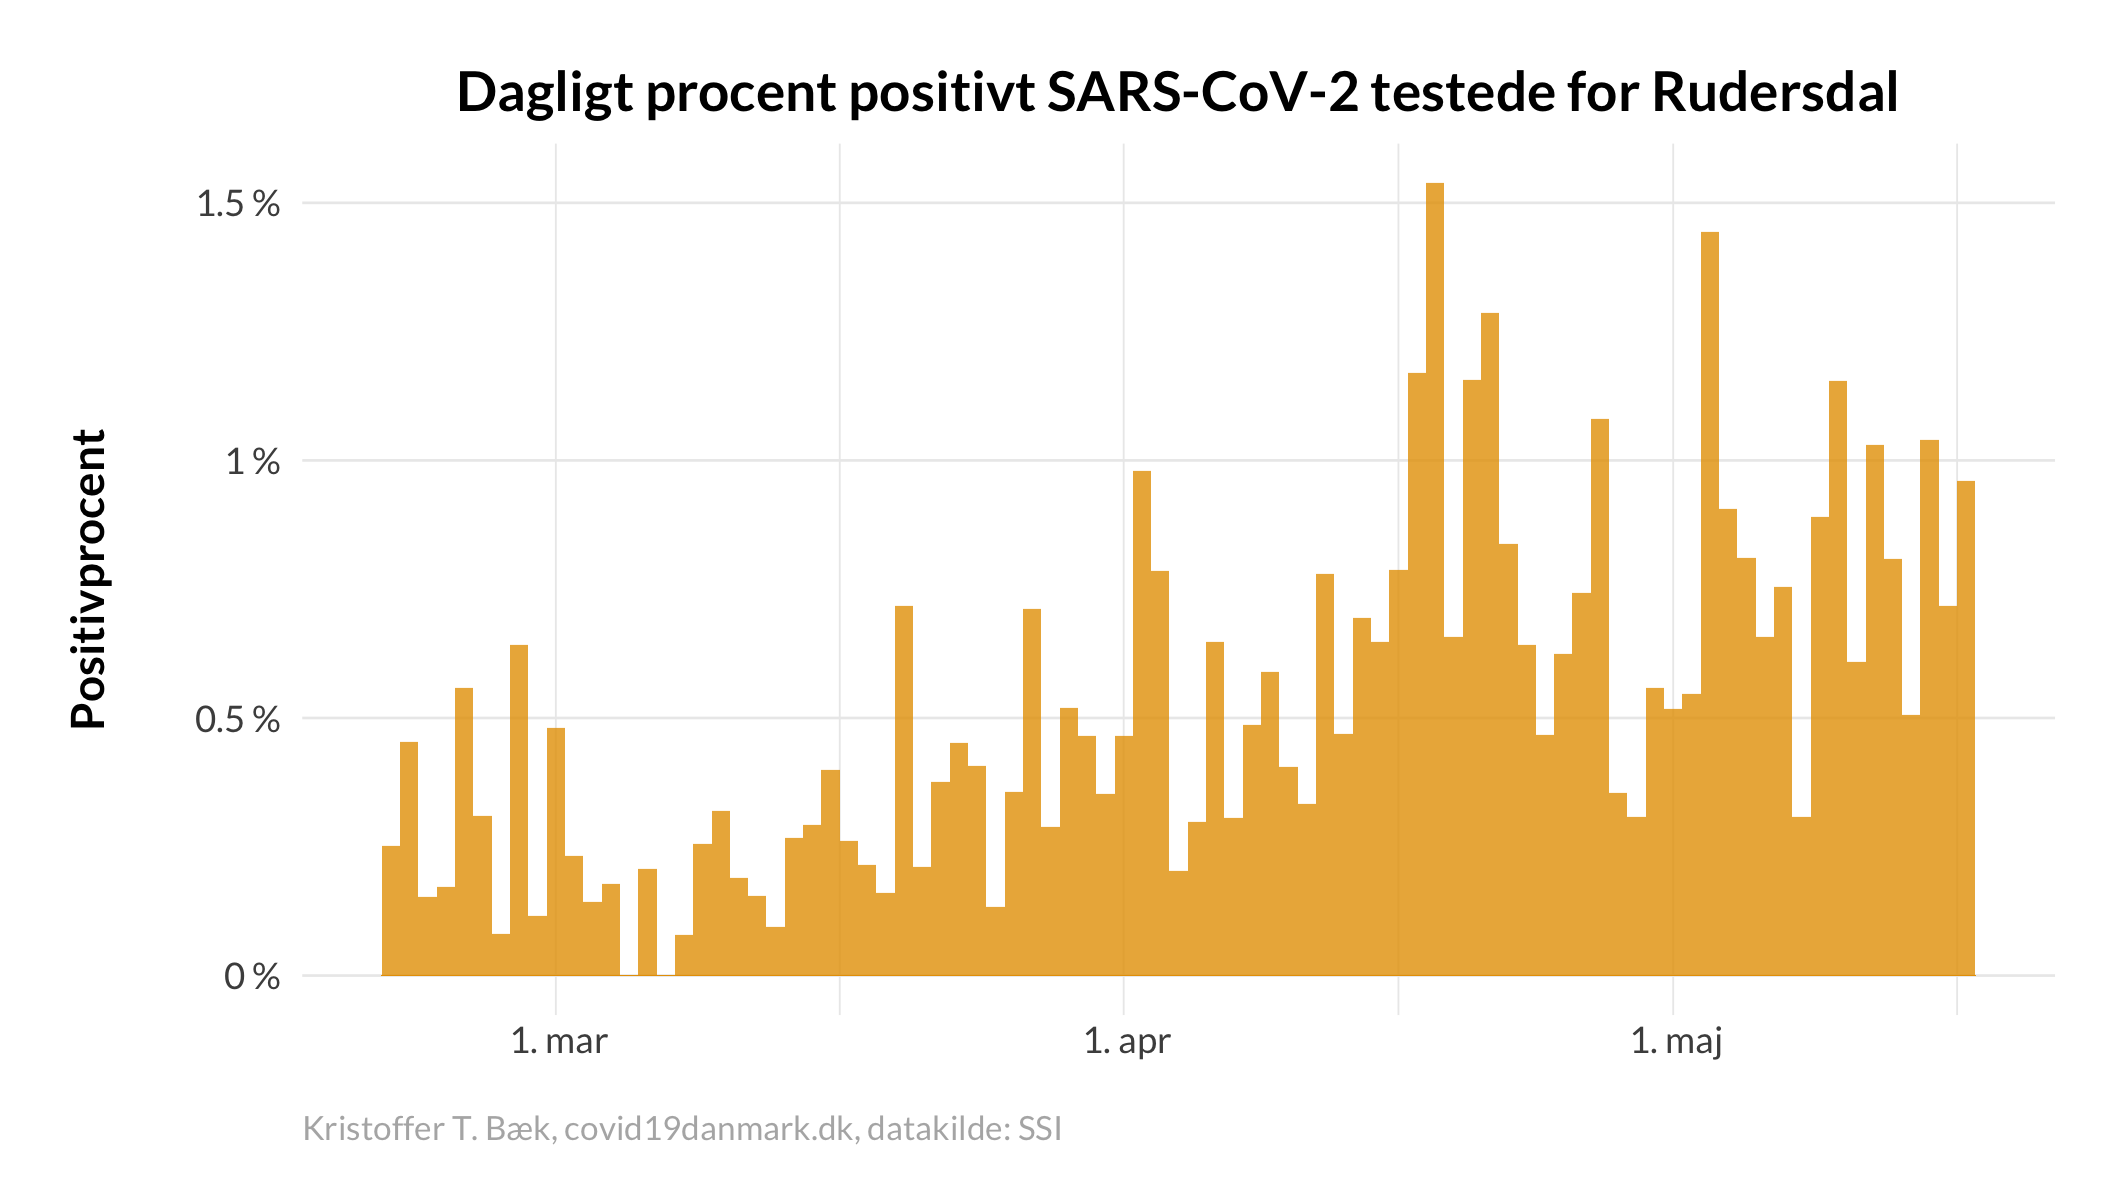 Dagligt procent positivt SARS-CoV-2 testede for Rudersdal
Positivprocent
1.5 %
1 %
0.5 %
0 %
1. mar
1. apr
1. maj
Kristoffer T. Bæk, covid19danmark.dk, datakilde: SSI